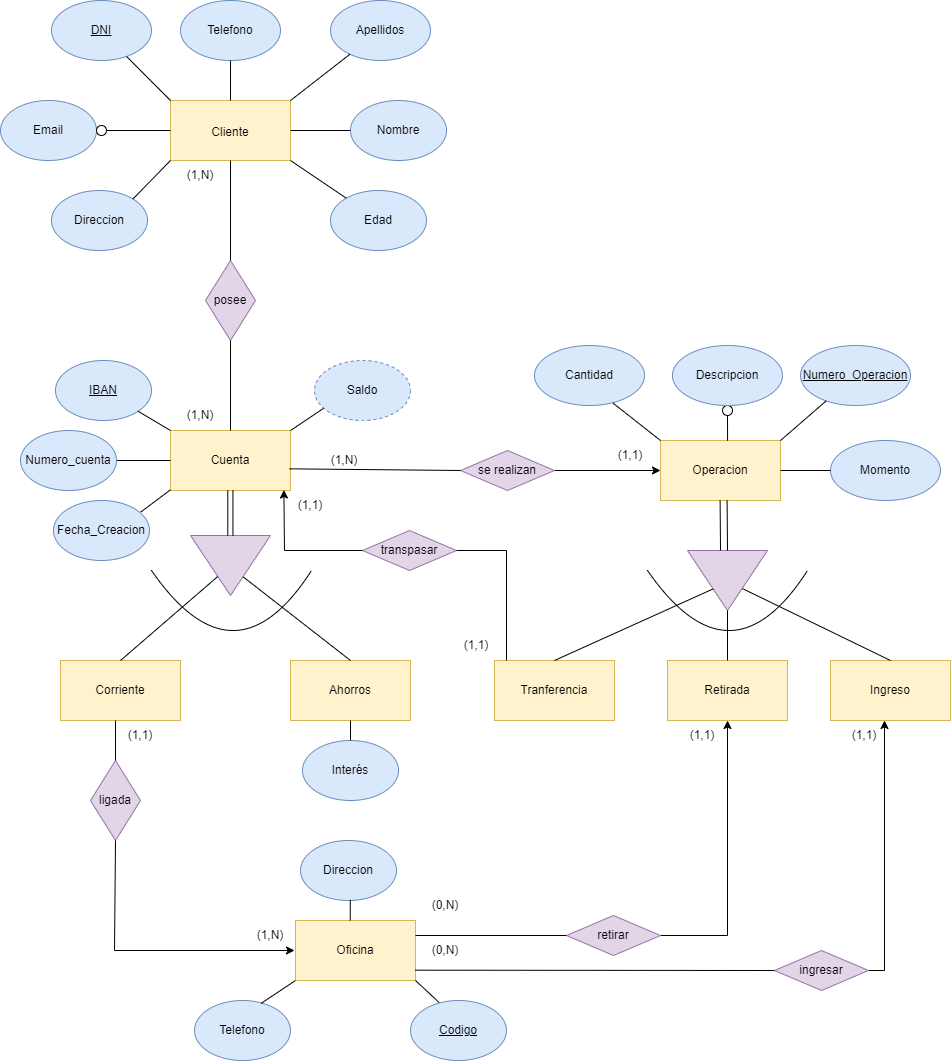 DNI
Telefono
Apellidos
Email
Cliente
Nombre
(1,N)
Direccion
Edad
posee
IBAN
Saldo
Cantidad
Descripcion
Numero_Operacion
(1,N)
Numero_cuenta
Cuenta
(1,N)
se realizan
(1,1)
Operacion
Momento
(1,1)
Fecha_Creacion
transpasar
(1,1)
Corriente
Ahorros
Tranferencia
Retirada
Ingreso
(1,1)
(1,1)
(1,1)
Interés
ligada
Direccion
(0,N)
(1,N)
retirar
Oficina
(0,N)
ingresar
Telefono
Codigo